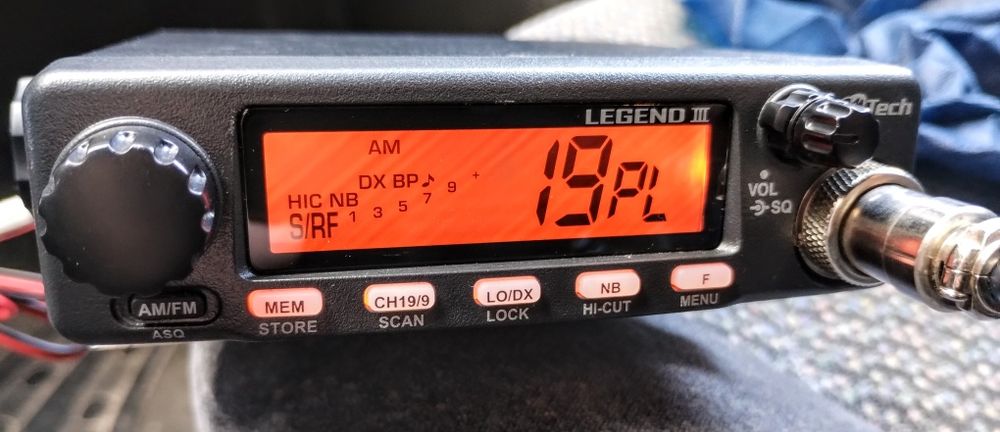 LEGEND III
Tech
AM
19PL
DX BP
HIC NB
S/RF 1 3 5 7 9 +
VOL
SQ
AM/FM
ASQ
MEM
STORE
CH19/9
SCAN
LO/DX
LOCK
NB
HI-CUT
F
MENU